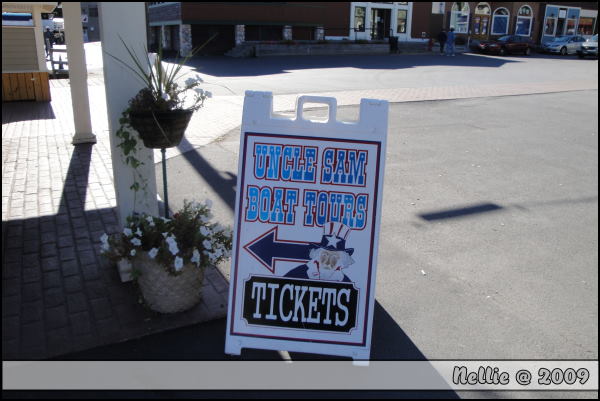 UNCLE SAM
BOAT TOURS
TICKETS
Nellie @ 2009